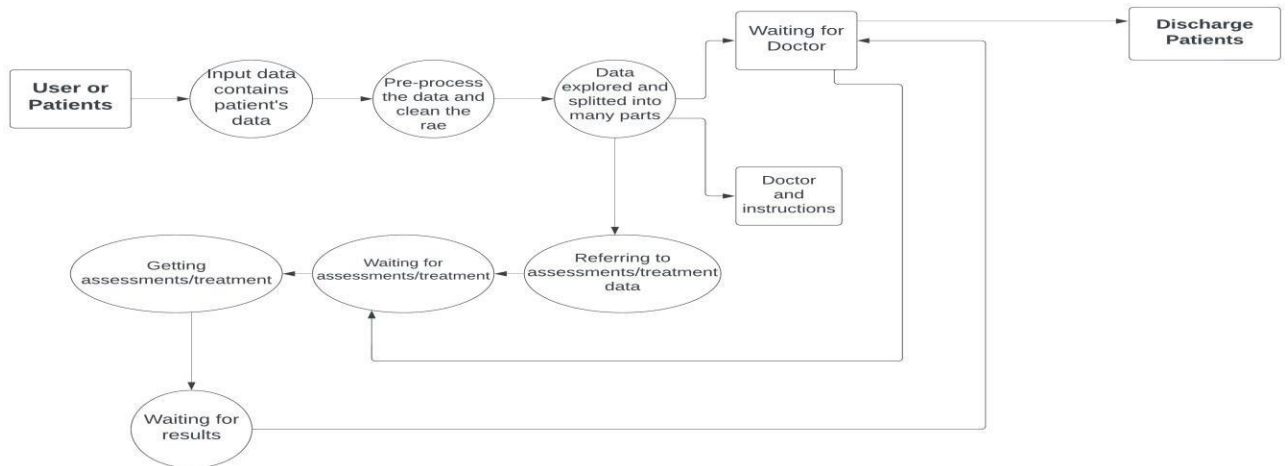 User or
Patients
Input data
contains
patient's
data
Pre-process
the data and
clean the
rae
Data
explored and
splitted into
many parts
Waiting for
Doctor
Discharge
Patients
Doctor
and
instructions
Getting
assessments/treatment
Waiting for
assessments/treatment
Referring to
assessments/treatment
data
Waiting for
results